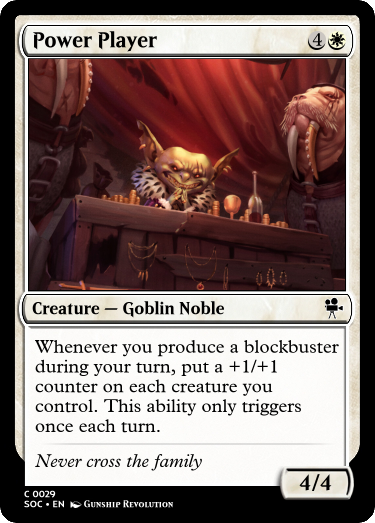 Power Player 4
Creature — Goblin Noble
Whenever you produce a blockbuster
during your turn, put a +1/+1
counter on each creature you
control. This ability only triggers
once each turn.
Never cross the family
4/4
C 0029
SOC • EN Gunship Revolution